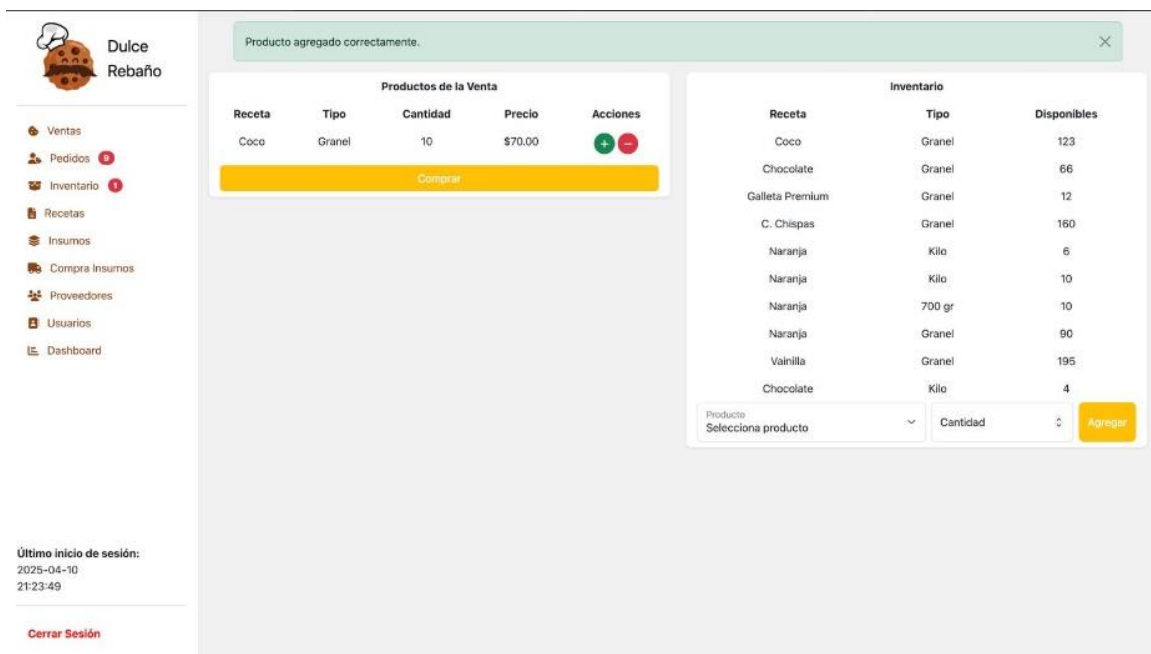 Dulce
Rebaño
Ventas
Pedidos 9
Inventario 1
Recetas
Insumos
Compra Insumos
Proveedores
Usuarios
Dashboard
Último inicio de sesión:
2025-04-10
21:23:49
Cerrar Sesión
Producto agregado correctamente.
Productos de la Venta
Receta Tipo Cantidad Precio Acciones
Coco Granel 10 $70.00
Comprar
Inventario
Receta Tipo Disponibles
Coco Granel 123
Chocolate Granel 66
Galleta Premium Granel 12
C. Chispas Granel 160
Naranja Kilo 6
Naranja Kilo 10
Naranja 700 gr 10
Naranja Granel 90
Vainilla Granel 195
Chocolate Kilo 4
Producto
Selecciona producto
Cantidad
Agregar